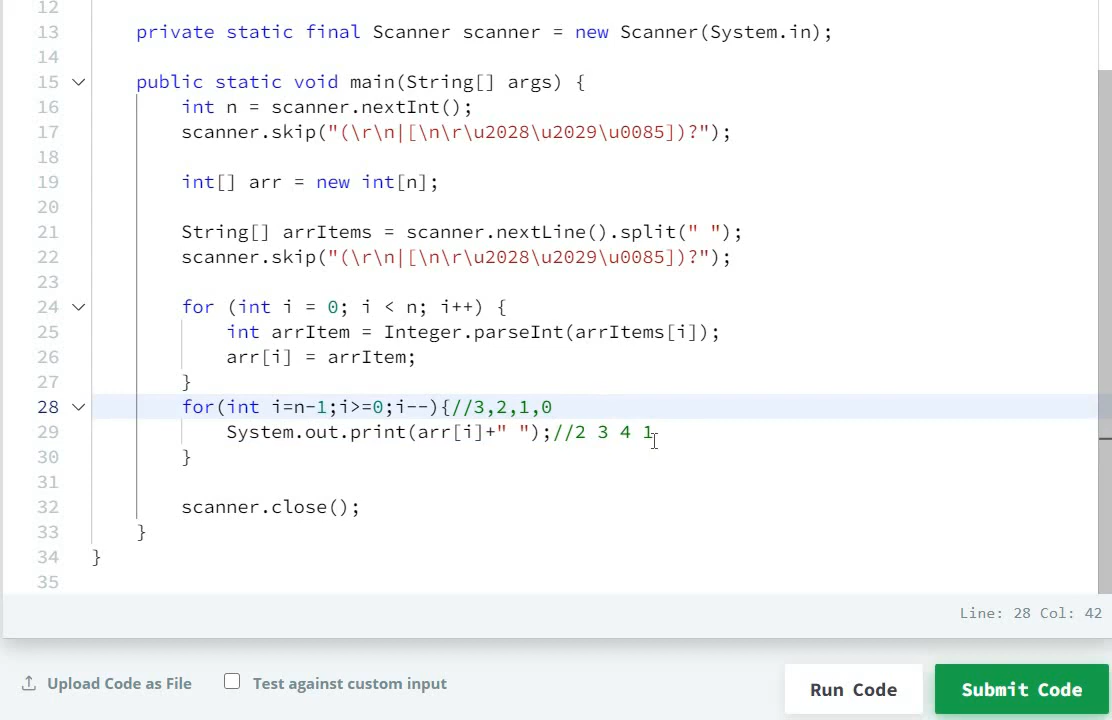 12
13 private static final Scanner scanner = new Scanner(System.in);
14
15 public static void main(String[] args) {
16 int n = scanner.nextInt();
17 scanner.skip("(\r\n|[\n\r\u2028\u2029\u0085])?");
18
19 int[] arr = new int[n];
20
21 String[] arrItems = scanner.nextLine().split(" ");
22 scanner.skip("(\r\n|[\n\r\u2028\u2029\u0085])?");
23
24 for (int i = 0; i < n; i++) {
25 int arrItem = Integer.parseInt(arrItems[i]);
26 arr[i] = arrItem;
27 }
28 for(int i=n-1;i>=0;i--){//3,2,1,0
29 System.out.print(arr[i]+" ");//2 3 4 1
30 }
31
32 scanner.close();
33 }
34 }
35
Line: 28 Col: 42
Upload Code as File Test against custom input Run Code Submit Code